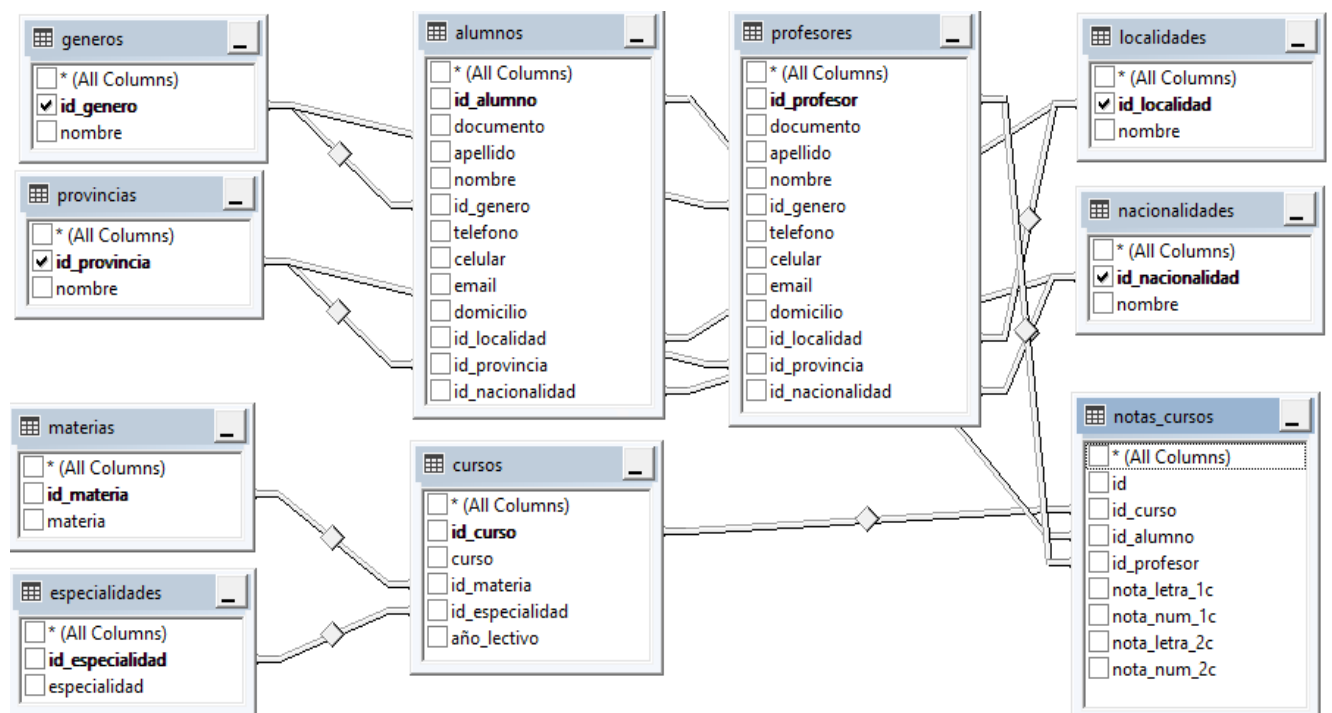 generos
* (All Columns)
id_genero
nombre
provincias
* (All Columns)
id_provincia
nombre
alumnos
* (All Columns)
id_alumno
documento
apellido
nombre
id_genero
telefono
celular
email
domicilio
id_localidad
id_provincia
id_nacionalidad
profesores
* (All Columns)
id_profesor
documento
apellido
nombre
id_genero
telefono
celular
email
domicilio
id_localidad
id_provincia
id_nacionalidad
localidades
* (All Columns)
id_localidad
nombre
nacionalidades
* (All Columns)
id_nacionalidad
nombre
materias
* (All Columns)
id_materia
materia
especialidades
* (All Columns)
id_especialidad
especialidad
cursos
* (All Columns)
id_curso
curso
id_materia
id_especialidad
año_lectivo
notas_cursos
* (All Columns)
id
id_curso
id_alumno
id_profesor
nota_letra_1c
nota_num_1c
nota_letra_2c
nota_num_2c